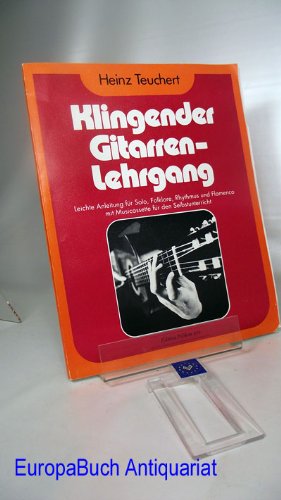 Heinz Teuchert
Klingender
Gitarren-
Lehrgang
Leichte Anleitung für Solo, Folklore, Rhythmus und Flamenco
mit Musicassette für den Selbstunterricht
EuropaBuch Antiquariat